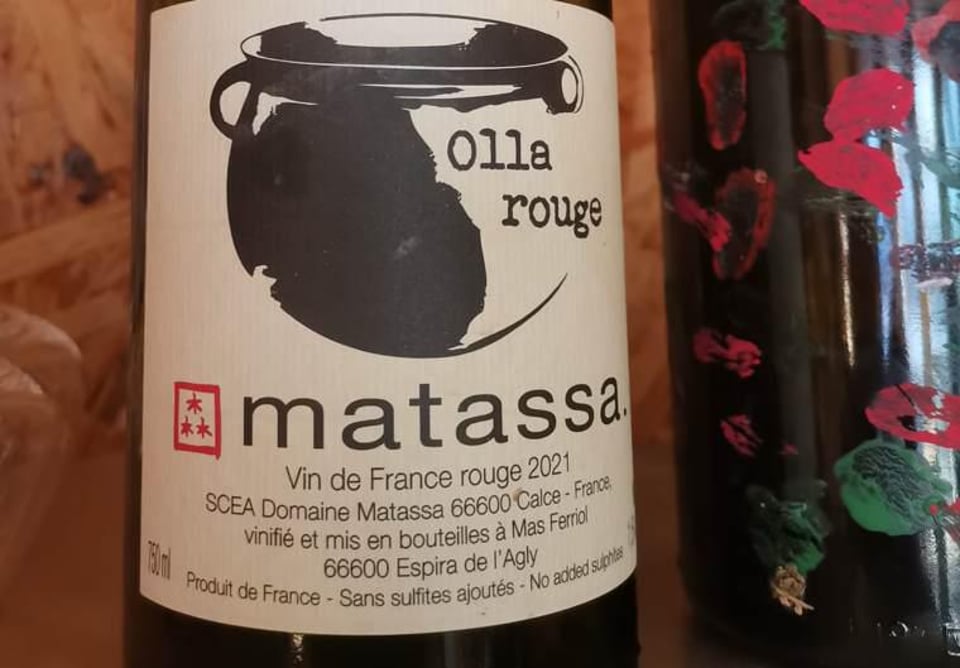 Olla
rouge
matassa.
Vin de France rouge 2021
SCEA Domaine Matassa 66600 Calce - France,
vinifié et mis en bouteilles à Mas Ferriol
66600 Espira de l'Agly
750 ml
Produit de France - Sans sulfites ajoutés - No added sulphites